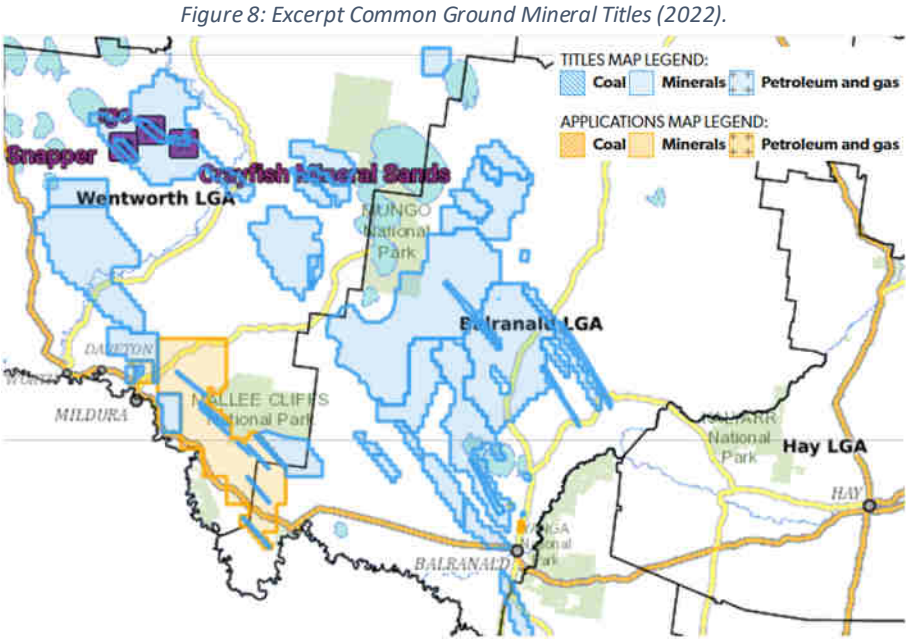 Figure 8: Excerpt Common Ground Mineral Titles (2022).
TITLES MAP LEGEND:
Coal Minerals Petroleum and gas
APPLICATIONS MAP LEGEND:
Coal Minerals Petroleum and gas
Snapper
Crayfish Mineral Sands
Wentworth LGA
MUNGO
National
Park
Balranald LGA
MALLEE CLIFFS
National Park
MILDURA
National
Park
Hay LGA
HAY
National
Park
BALRANALD